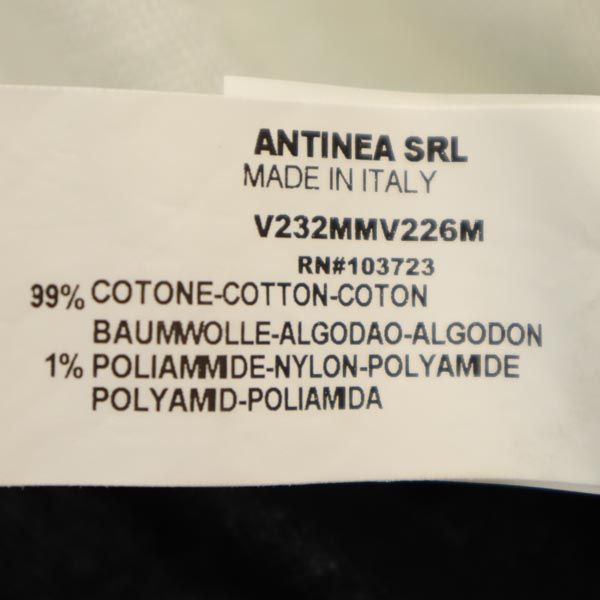 ANTINEA SRL
MADE IN ITALY
V232MMV226M
RN#103723
99% COTONE-COTTON-COTON
BAUMWOLLE-ALGODAO-ALGODON
1% POLIAMMIDE-NYLON-POLYAMIDE
POLYAMID-POLIAMIDA